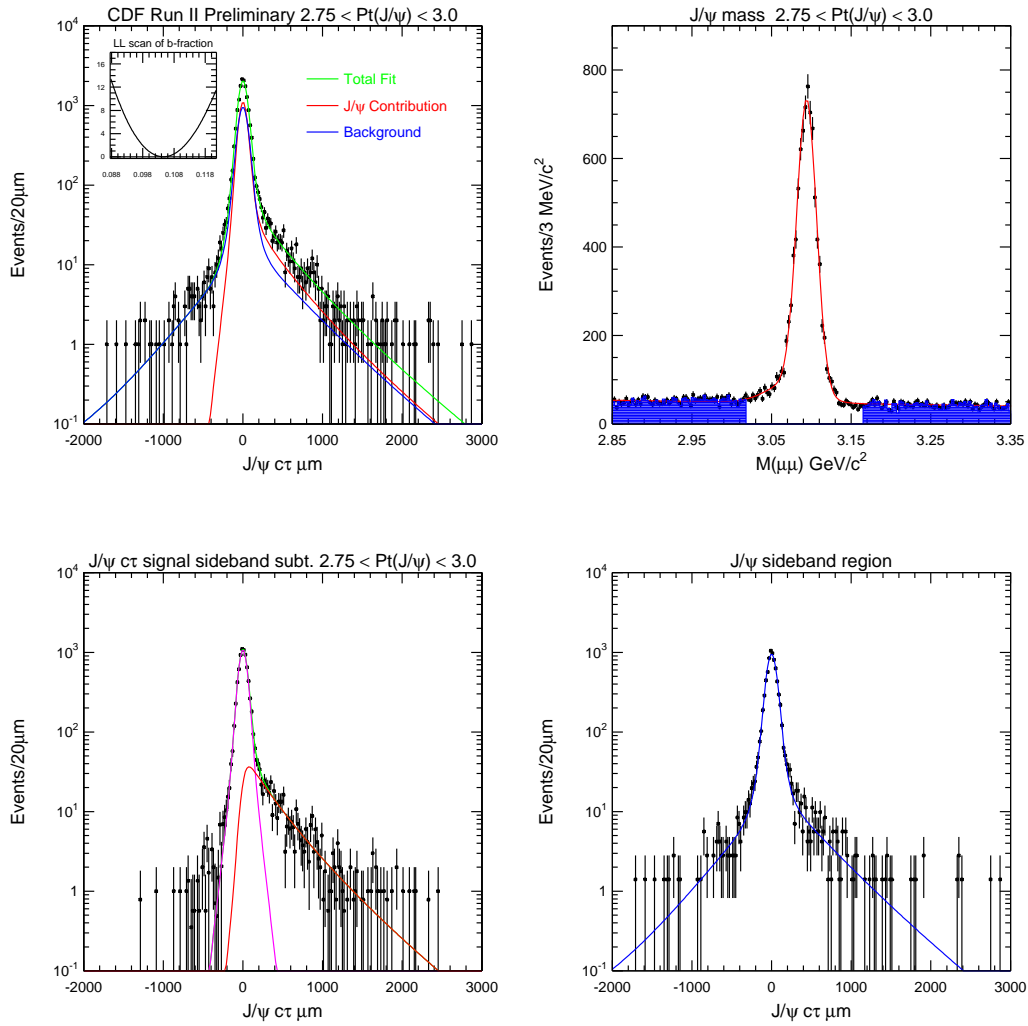 CDF Run II Preliminary 2.75 < Pt(J/ψ) < 3.0
LL scan of b-fraction
16
12
8
4
0
0.088 0.098 0.108 0.118
Total Fit
J/ψ Contribution
Background
Events/20μm
10^4
10^3
10^2
10
1
10^-1
-2000 -1000 0 1000 2000 3000
J/ψ cτ μm
J/ψ mass 2.75 < Pt(J/ψ) < 3.0
Events/3 MeV/c^2
800
600
400
200
0
2.85 2.95 3.05 3.15 3.25 3.35
M(μμ) GeV/c^2
J/ψ cτ signal sideband subt. 2.75 < Pt(J/ψ) < 3.0
Events/20μm
10^4
10^3
10^2
10
1
10^-1
-2000 -1000 0 1000 2000 3000
J/ψ cτ μm
J/ψ sideband region
Events/20μm
10^4
10^3
10^2
10
1
10^-1
-2000 -1000 0 1000 2000 3000
J/ψ cτ μm